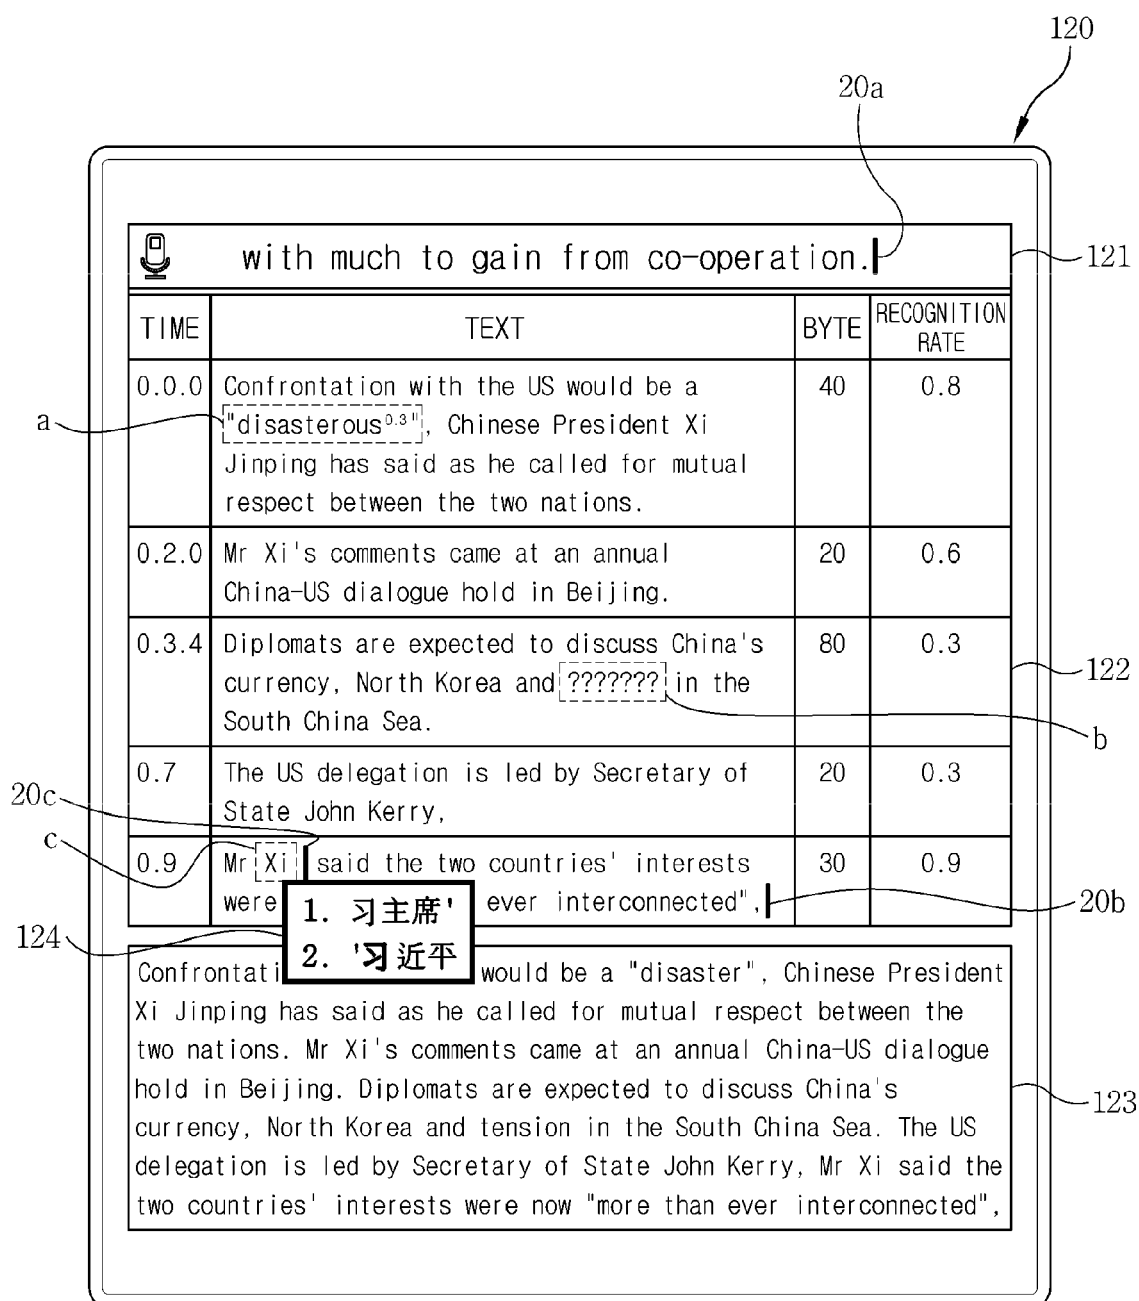 120
20a
with much to gain from co-operation.
121
TIME TEXT BYTE RECOGNITION RATE
0.0.0 Confrontation with the US would be a 40 0.8
a "disasterous0.3", Chinese President Xi
Jinping has said as he called for mutual
respect between the two nations.
0.2.0 Mr Xi's comments came at an annual 20 0.6
China-US dialogue hold in Beijing.
0.3.4 Diplomats are expected to discuss China's 80 0.3
122
currency, North Korea and ??????? in the
South China Sea.
b
0.7 The US delegation is led by Secretary of 20 0.3
20c
State John Kerry,
c
0.9 Mr Xi said the two countries' interests 30 0.9
were ever interconnected",
20b
1. 习主席'
124
2. '习近平
Confrontati would be a "disaster", Chinese President
Xi Jinping has said as he called for mutual respect between the
two nations. Mr Xi's comments came at an annual China-US dialogue
hold in Beijing. Diplomats are expected to discuss China's
123
currency, North Korea and tension in the South China Sea. The US
delegation is led by Secretary of State John Kerry, Mr Xi said the
two countries' interests were now "more than ever interconnected",